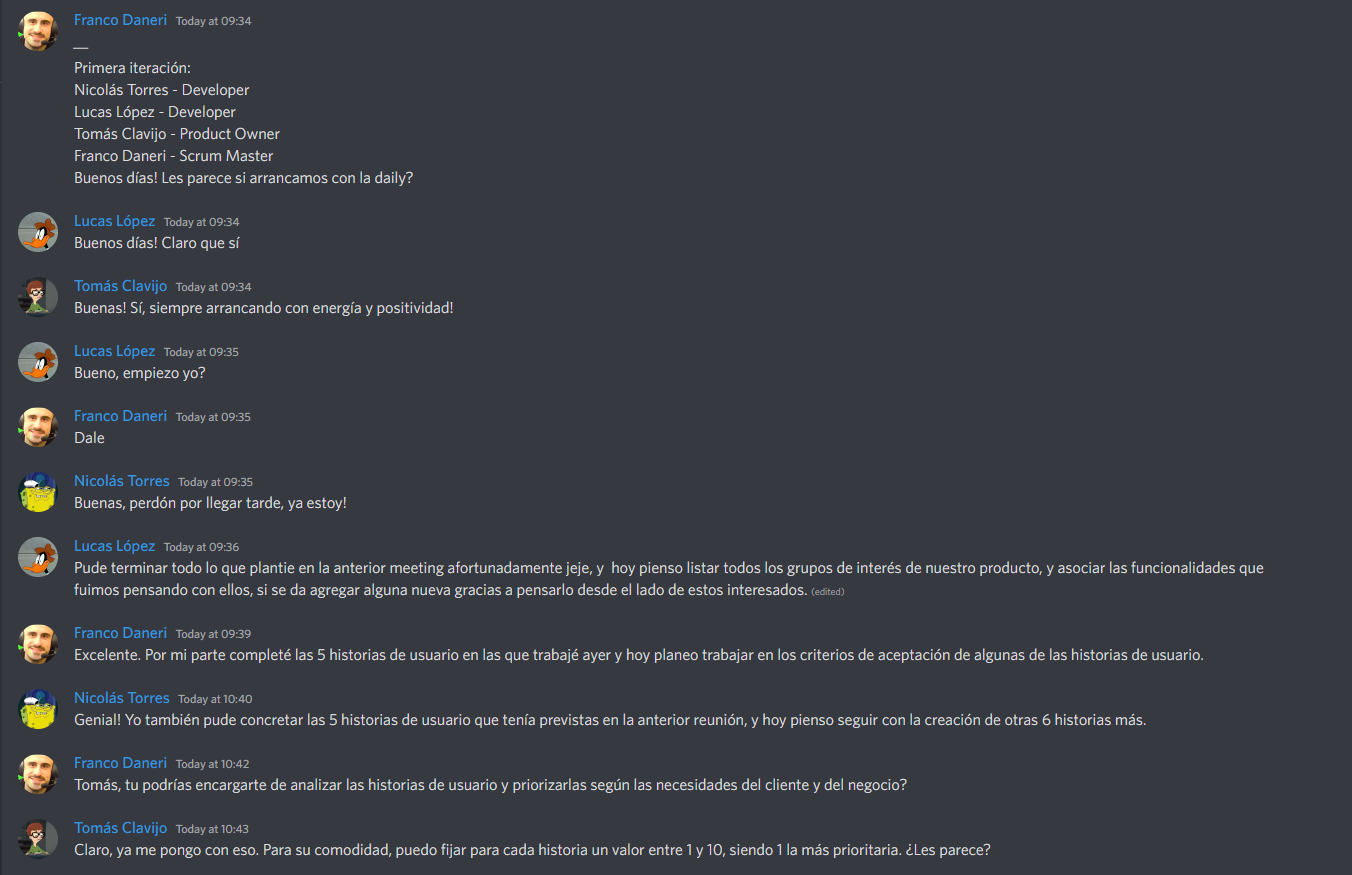 Franco Daneri Today at 09:34
__
Primera iteración:
Nicolás Torres - Developer
Lucas López - Developer
Tomás Clavijo - Product Owner
Franco Daneri - Scrum Master
Buenos días! Les parece si arrancamos con la daily?
Lucas López Today at 09:34
Buenos días! Claro que sí
Tomás Clavijo Today at 09:34
Buenas! Sí, siempre arrancando con energía y positividad!
Lucas López Today at 09:35
Bueno, empiezo yo?
Franco Daneri Today at 09:35
Dale
Nicolás Torres Today at 09:35
Buenas, perdón por llegar tarde, ya estoy!
Lucas López Today at 09:36
Pude terminar todo lo que plantie en la anterior meeting afortunadamente jeje, y  hoy pienso listar todos los grupos de interés de nuestro producto, y asociar las funcionalidades que
fuimos pensando con ellos, si se da agregar alguna nueva gracias a pensarlo desde el lado de estos interesados. (edited)
Franco Daneri Today at 09:39
Excelente. Por mi parte completé las 5 historias de usuario en las que trabajé ayer y hoy planeo trabajar en los criterios de aceptación de algunas de las historias de usuario.
Nicolás Torres Today at 10:40
Genial! Yo también pude concretar las 5 historias de usuario que tenía previstas en la anterior reunión, y hoy pienso seguir con la creación de otras 6 historias más.
Franco Daneri Today at 10:42
Tomás, tu podrías encargarte de analizar las historias de usuario y priorizarlas según las necesidades del cliente y del negocio?
Tomás Clavijo Today at 10:43
Claro, ya me pongo con eso. Para su comodidad, puedo fijar para cada historia un valor entre 1 y 10, siendo 1 la más prioritaria. ¿Les parece?